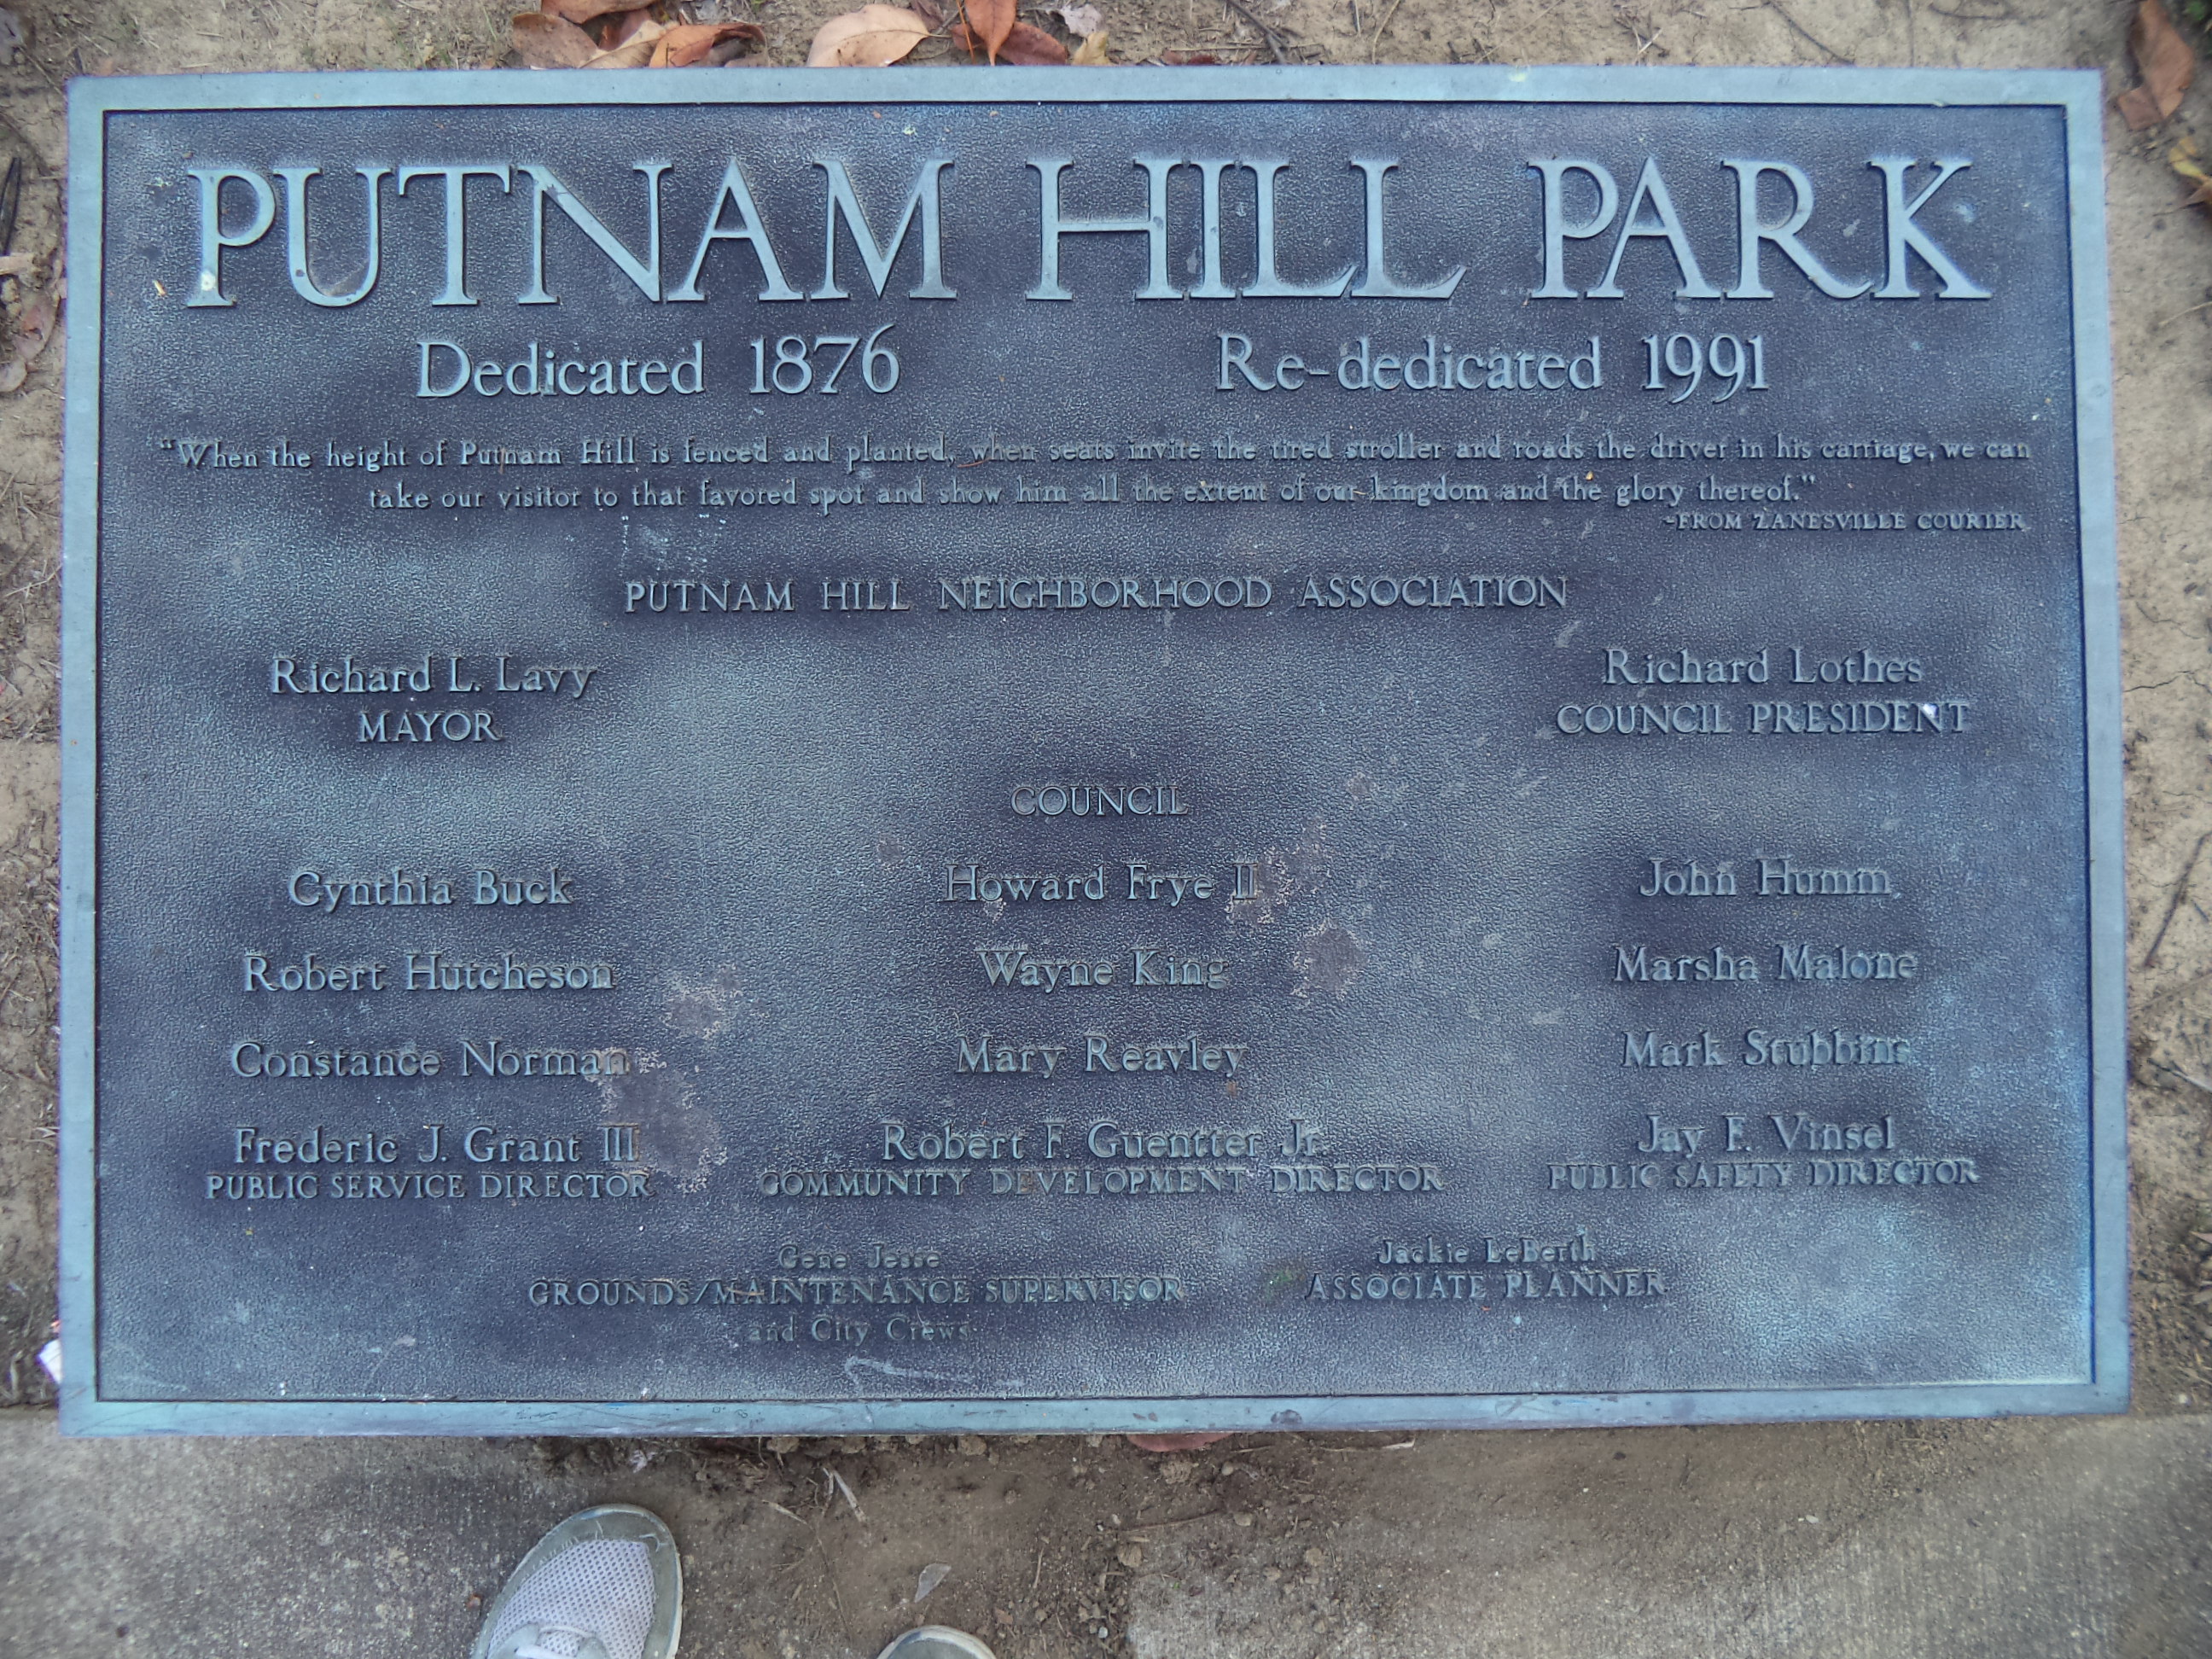 PUTNAM HILL PARK
Dedicated 1876 Re-dedicated 1991
"When the height of Putnam Hill is fenced and planted, when seats invite the tired stroller and roads the driver in his carriage, we can
take our visitor to that favored spot and show him all the extent of our kingdom and the glory thereof."
~FROM ZANESVILLE COURIER
PUTNAM HILL NEIGHBORHOOD ASSOCIATION
Richard L. Lavy Richard Lothes
MAYOR COUNCIL PRESIDENT
COUNCIL
Cynthia Buck Howard Frye II John Humm
Robert Hutcheson Wayne King Marsha Malone
Constance Norman Mary Reavley Mark Stubbins
Frederic J. Grant III Robert F. Guentter Jr. Jay F. Vinsel
PUBLIC SERVICE DIRECTOR COMMUNITY DEVELOPMENT DIRECTOR PUBLIC SAFETY DIRECTOR
Gene Jesse Jackie LeBerth
GROUNDS/MAINTENANCE SUPERVISOR ASSOCIATE PLANNER
and City Crews